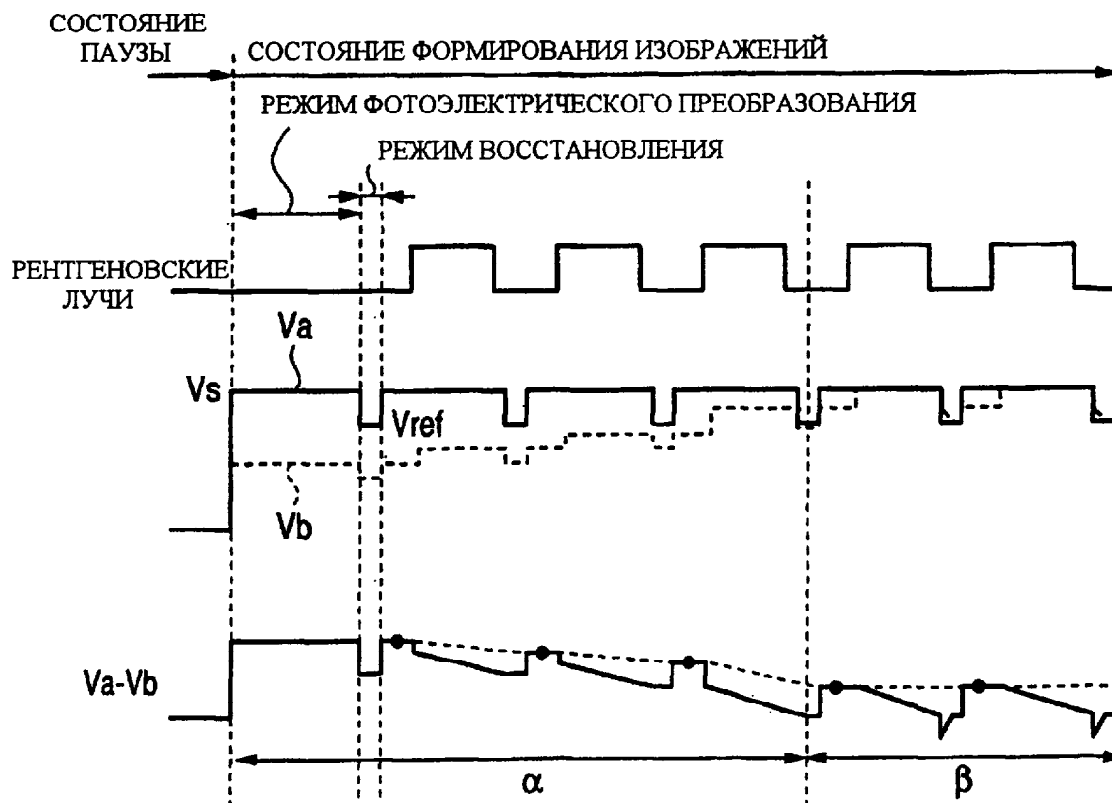 СОСТОЯНИЕ
ПАУЗЫ
СОСТОЯНИЕ ФОРМИРОВАНИЯ ИЗОБРАЖЕНИЙ
РЕЖИМ ФОТОЭЛЕКТРИЧЕСКОГО ПРЕОБРАЗОВАНИЯ
РЕЖИМ ВОССТАНОВЛЕНИЯ
РЕНТГЕНОВСКИЕ
ЛУЧИ
Va
Vs
Vref
Vb
Va-Vb
α
β